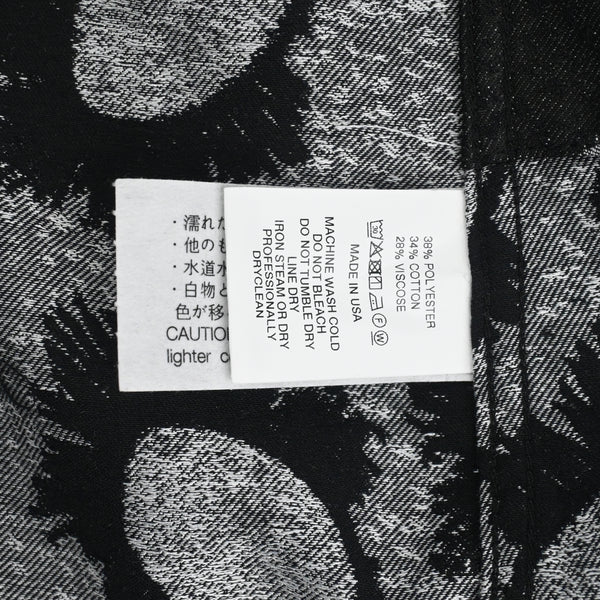 38% POLYESTER
34% COTTON
28% VISCOSE
30
F W
MADE IN USA
MACHINE WASH COLD
DO NOT BLEACH
DO NOT TUMBLE DRY
LINE DRY
IRON STEAM OR DRY
PROFESSIONALLY
DRYCLEAN
・濡れた
・他のも
・水道水
・白物と
色が移
CAUTION
lighter c